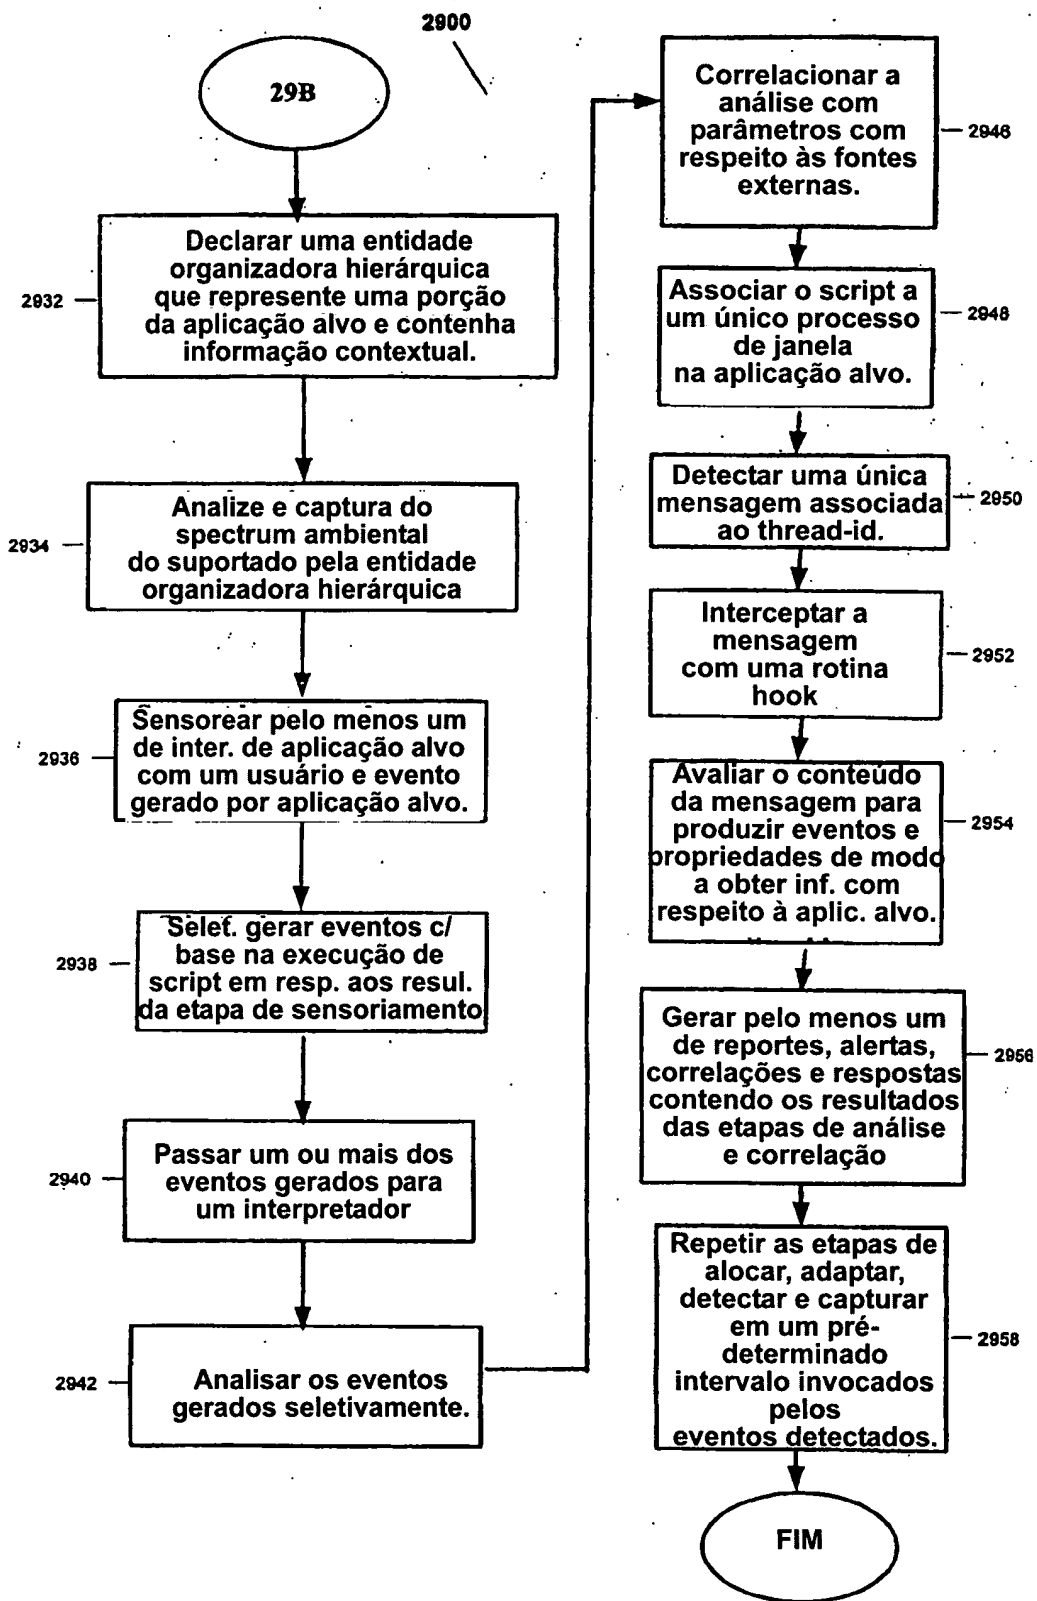 2900
29B
2932
Declarar uma entidade
organizadora hierárquica
que represente uma porção
da aplicação alvo e contenha
informação contextual.
2934
Analize e captura do
spectrum ambiental
do suportado pela entidade
organizadora hierárquica
2936
Sensorear pelo menos um
de inter. de aplicação alvo
com um usuário e evento
gerado por aplicação alvo.
2938
Selet. gerar eventos c/
base na execução de
script em resp. aos resul.
da etapa de sensoriamento
2940
Passar um ou mais dos
eventos gerados para
um interpretador
2942
Analisar os eventos
gerados seletivamente.
Correlacionar a
análise com
parâmetros com
respeito às fontes
externas.
2946
Associar o script a
um único processo
de janela
na aplicação alvo.
2948
Detectar uma única
mensagem associada
ao thread-id.
2950
Interceptar a
mensagem
com uma rotina
hook
2952
Avaliar o conteúdo
da mensagem para
produzir eventos e
propriedades de modo
a obter inf. com
respeito à aplic. alvo.
2954
Gerar pelo menos um
de reportes, alertas,
correlações e respostas
contendo os resultados
das etapas de análise
e correlação
2956
Repetir as etapas de
alocar, adaptar,
detectar e capturar
em um pré-
determinado
intervalo invocados
pelos
eventos detectados.
2958
FIM